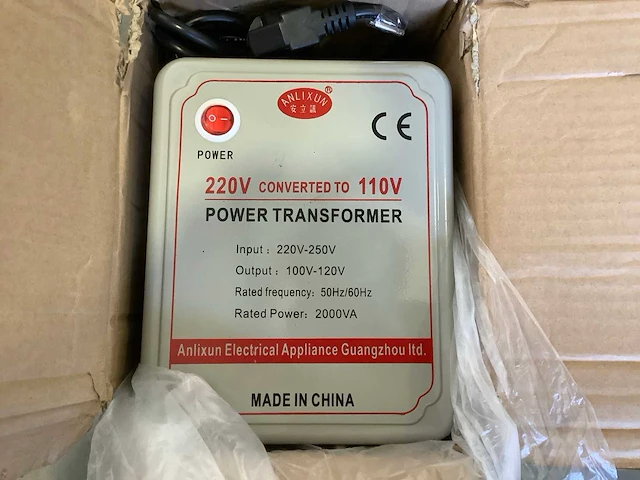 ANLIXUN ®
安立訊
CE
POWER
220V CONVERTED TO 110V
POWER TRANSFORMER
Input : 220V-250V
Output : 100V-120V
Rated frequency: 50Hz/60Hz
Rated Power: 2000VA
Anlixun Electrical Appliance Guangzhou ltd.
MADE IN CHINA